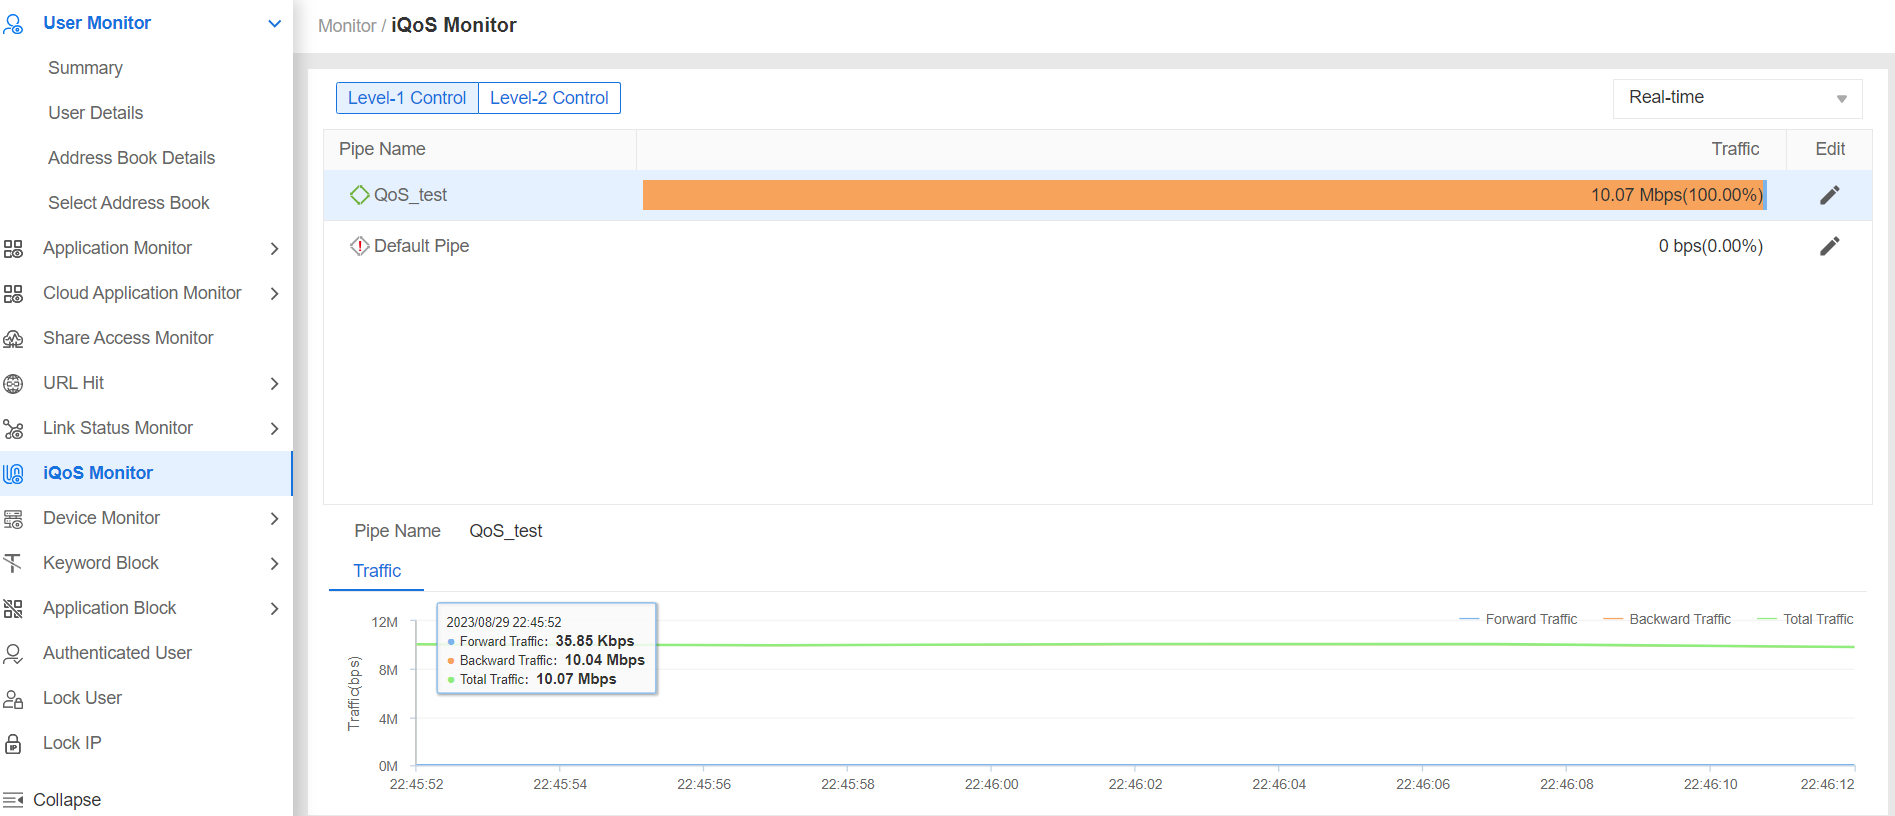 User Monitor
Summary
User Details
Address Book Details
Select Address Book
Application Monitor
Cloud Application Monitor
Share Access Monitor
URL Hit
Link Status Monitor
iQoS Monitor
Device Monitor
Keyword Block
Application Block
Authenticated User
Lock User
Lock IP
Collapse
Monitor / iQoS Monitor
Level-1 Control Level-2 Control
Real-time
Pipe Name Traffic Edit
QoS_test 10.07 Mbps(100.00%)
Default Pipe 0 bps(0.00%)
Pipe Name QoS_test
Traffic
Forward Traffic Backward Traffic Total Traffic
2023/08/29 22:45:52
Forward Traffic: 35.85 Kbps
Backward Traffic: 10.04 Mbps
Total Traffic: 10.07 Mbps
Traffic(bps)
12M
8M
4M
0M
22:45:52 22:45:54 22:45:56 22:45:58 22:46:00 22:46:02 22:46:04 22:46:06 22:46:08 22:46:10 22:46:12